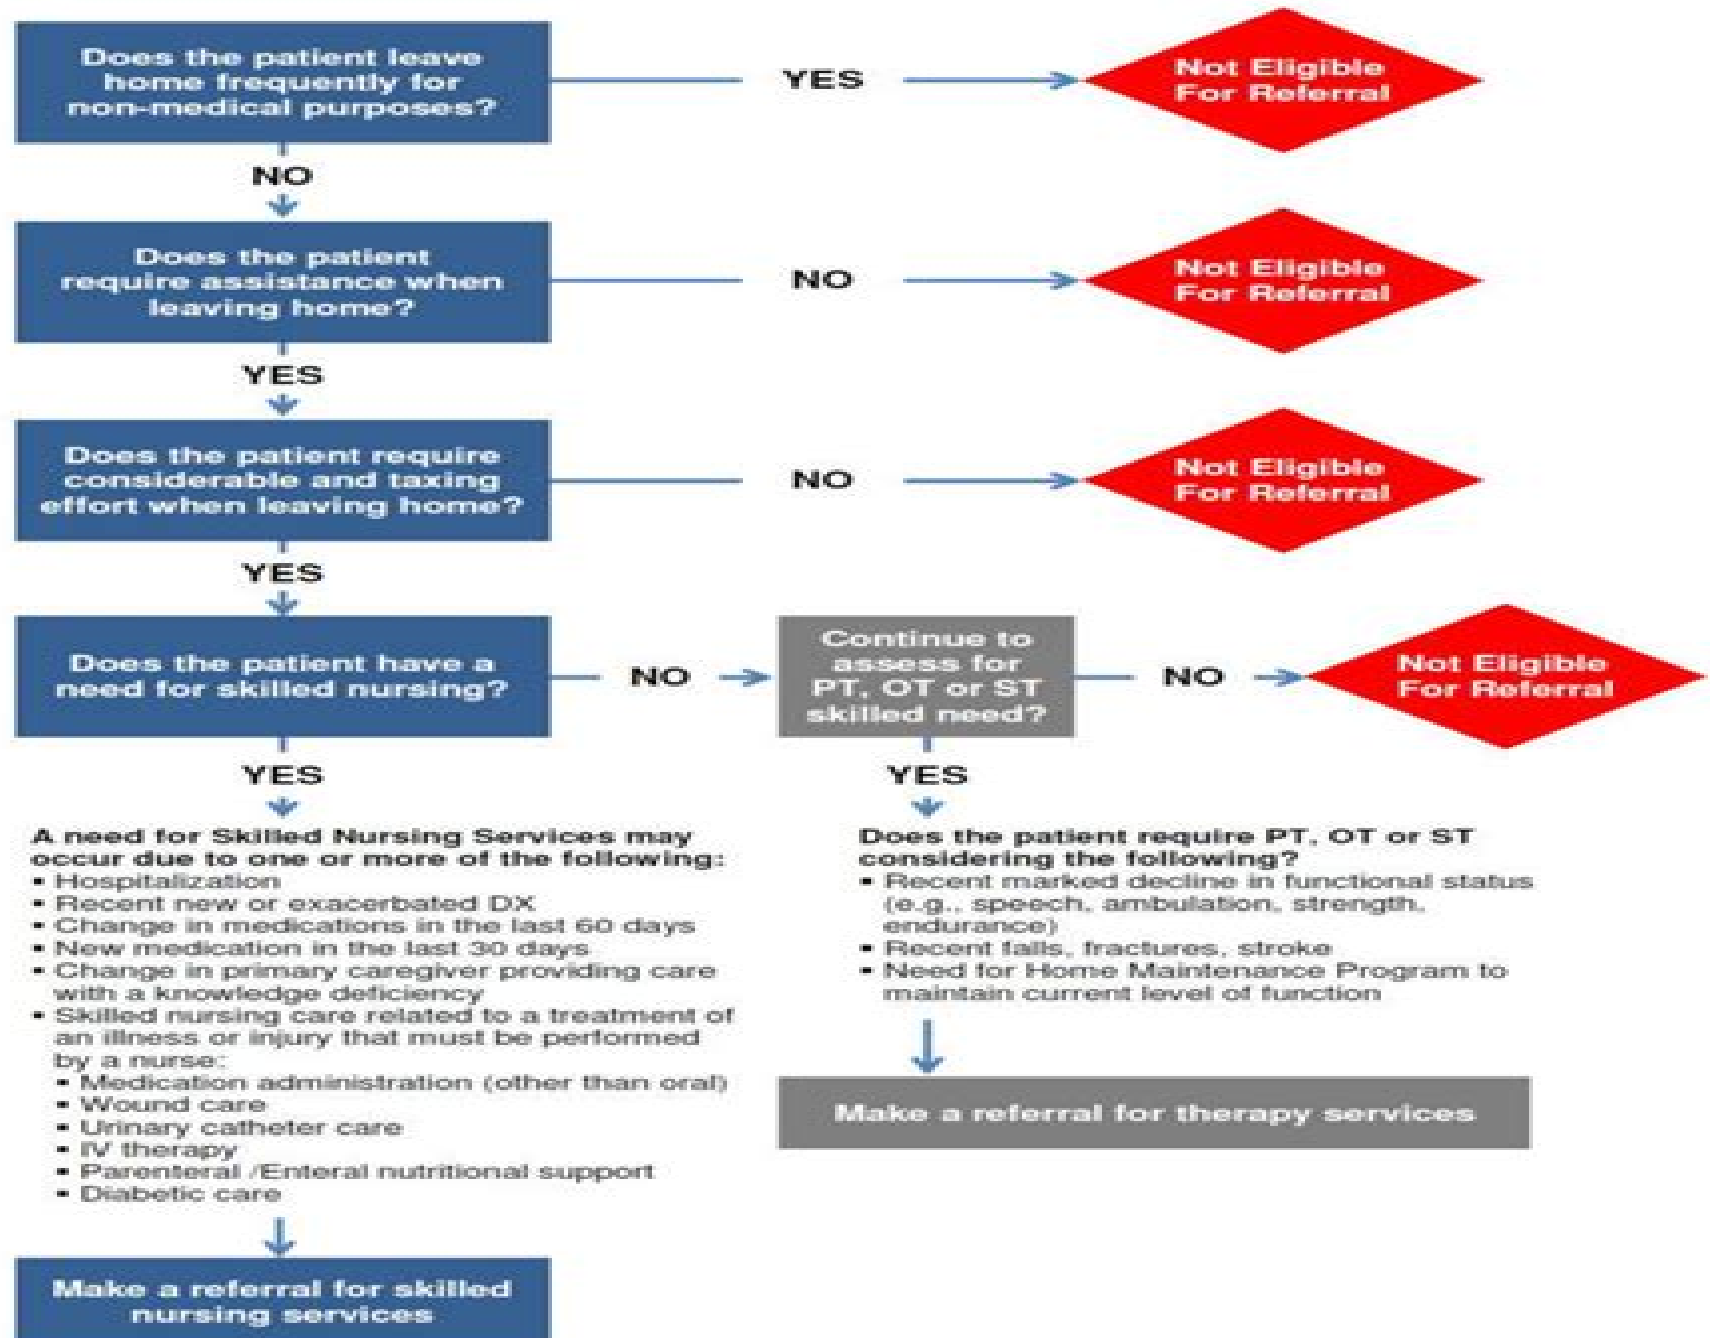 Does the patient leave
home frequently for
non-medical purposes?
YES
Not Eligible
For Referral
NO
Does the patient
require assistance when
leaving home?
NO
Not Eligible
For Referral
YES
Does the patient require
considerable and taxing
effort when leaving home?
NO
Not Eligible
For Referral
YES
Does the patient have a
need for skilled nursing?
NO
Continue to
assess for
PT, OT or ST
skilled need?
NO
Not Eligible
For Referral
YES
A need for Skilled Nursing Services may
occur due to one or more of the following:
▪ Hospitalization
▪ Recent new or exacerbated DX
▪ Change in medications in the last 60 days
▪ New medication in the last 30 days
▪ Change in primary caregiver providing care
with a knowledge deficiency
▪ Skilled nursing care related to a treatment of
an illness or injury that must be performed
by a nurse:
▪ Medication administration (other than oral)
▪ Wound care
▪ Urinary catheter care
▪ IV therapy
▪ Parenteral /Enteral nutritional support
▪ Diabetic care
Make a referral for skilled
nursing services
YES
Does the patient require PT, OT or ST
considering the following?
▪ Recent marked decline in functional status
(e.g., speech, ambulation, strength,
endurance)
▪ Recent falls, fractures, stroke
▪ Need for Home Maintenance Program to
maintain current level of function
Make a referral for therapy services